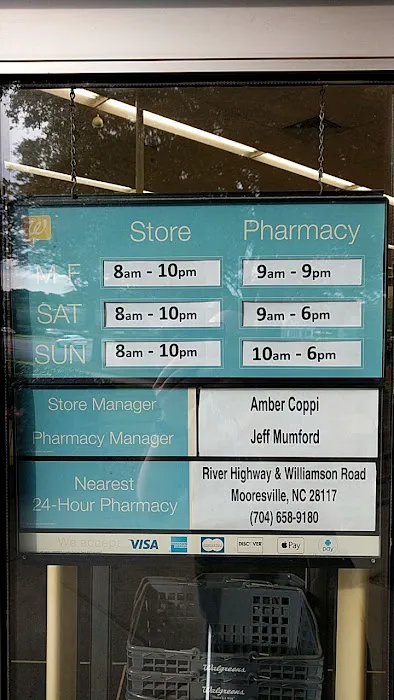 Store Pharmacy
M-F 8am - 10pm 9am - 9pm
SAT 8am - 10pm 9am - 6pm
SUN 8am - 10pm 10am - 6pm
Store Manager Amber Coppi
Pharmacy Manager Jeff Mumford
Nearest
24-Hour Pharmacy
River Highway & Williamson Road
Mooresville, NC 28117
(704) 658-9180
We accept VISA DISCOVER Pay pay
Walgreens
Walgreens